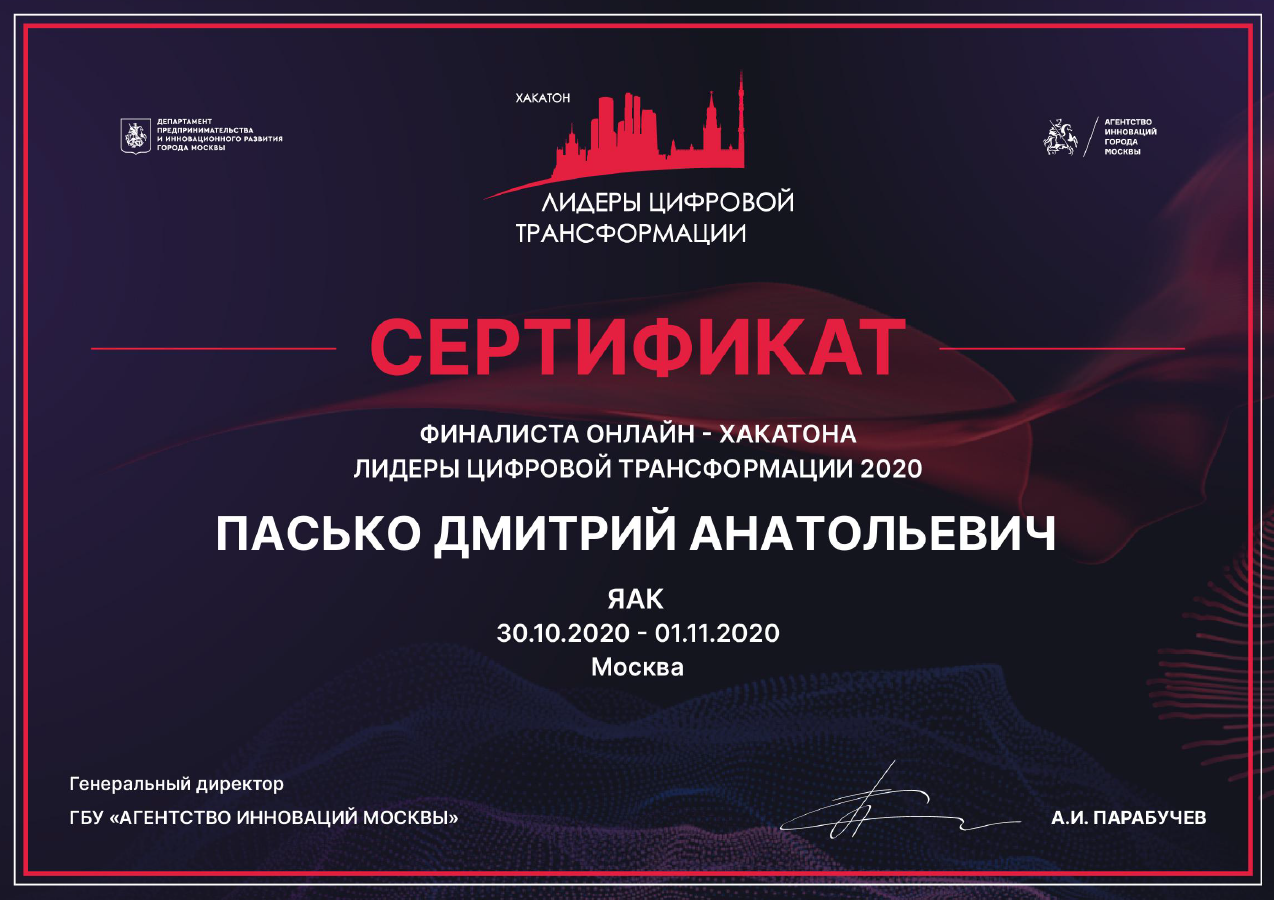 ДЕПАРТАМЕНТ
ПРЕДПРИНИМАТЕЛЬСТВА
И ИННОВАЦИОННОГО РАЗВИТИЯ
ГОРОДА МОСКВЫ
ХАКАТОН
ЛИДЕРЫ ЦИФРОВОЙ
ТРАНСФОРМАЦИИ
АГЕНТСТВО
ИННОВАЦИЙ
ГОРОДА
МОСКВЫ
СЕРТИФИКАТ
ФИНАЛИСТА ОНЛАЙН - ХАКАТОНА
ЛИДЕРЫ ЦИФРОВОЙ ТРАНСФОРМАЦИИ 2020
ПАСЬКО ДМИТРИЙ АНАТОЛЬЕВИЧ
ЯАК
30.10.2020 - 01.11.2020
Москва
Генеральный директор
ГБУ «АГЕНТСТВО ИННОВАЦИЙ МОСКВЫ»
А.И. ПАРАБУЧЕВ